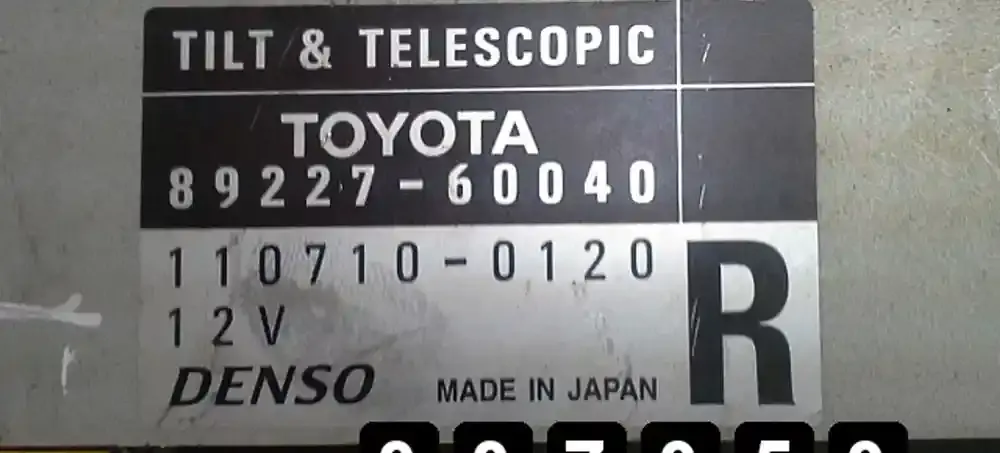 TILT & TELESCOPIC
TOYOTA
89227-60040
110710-0120
12V
R
DENSO MADE IN JAPAN